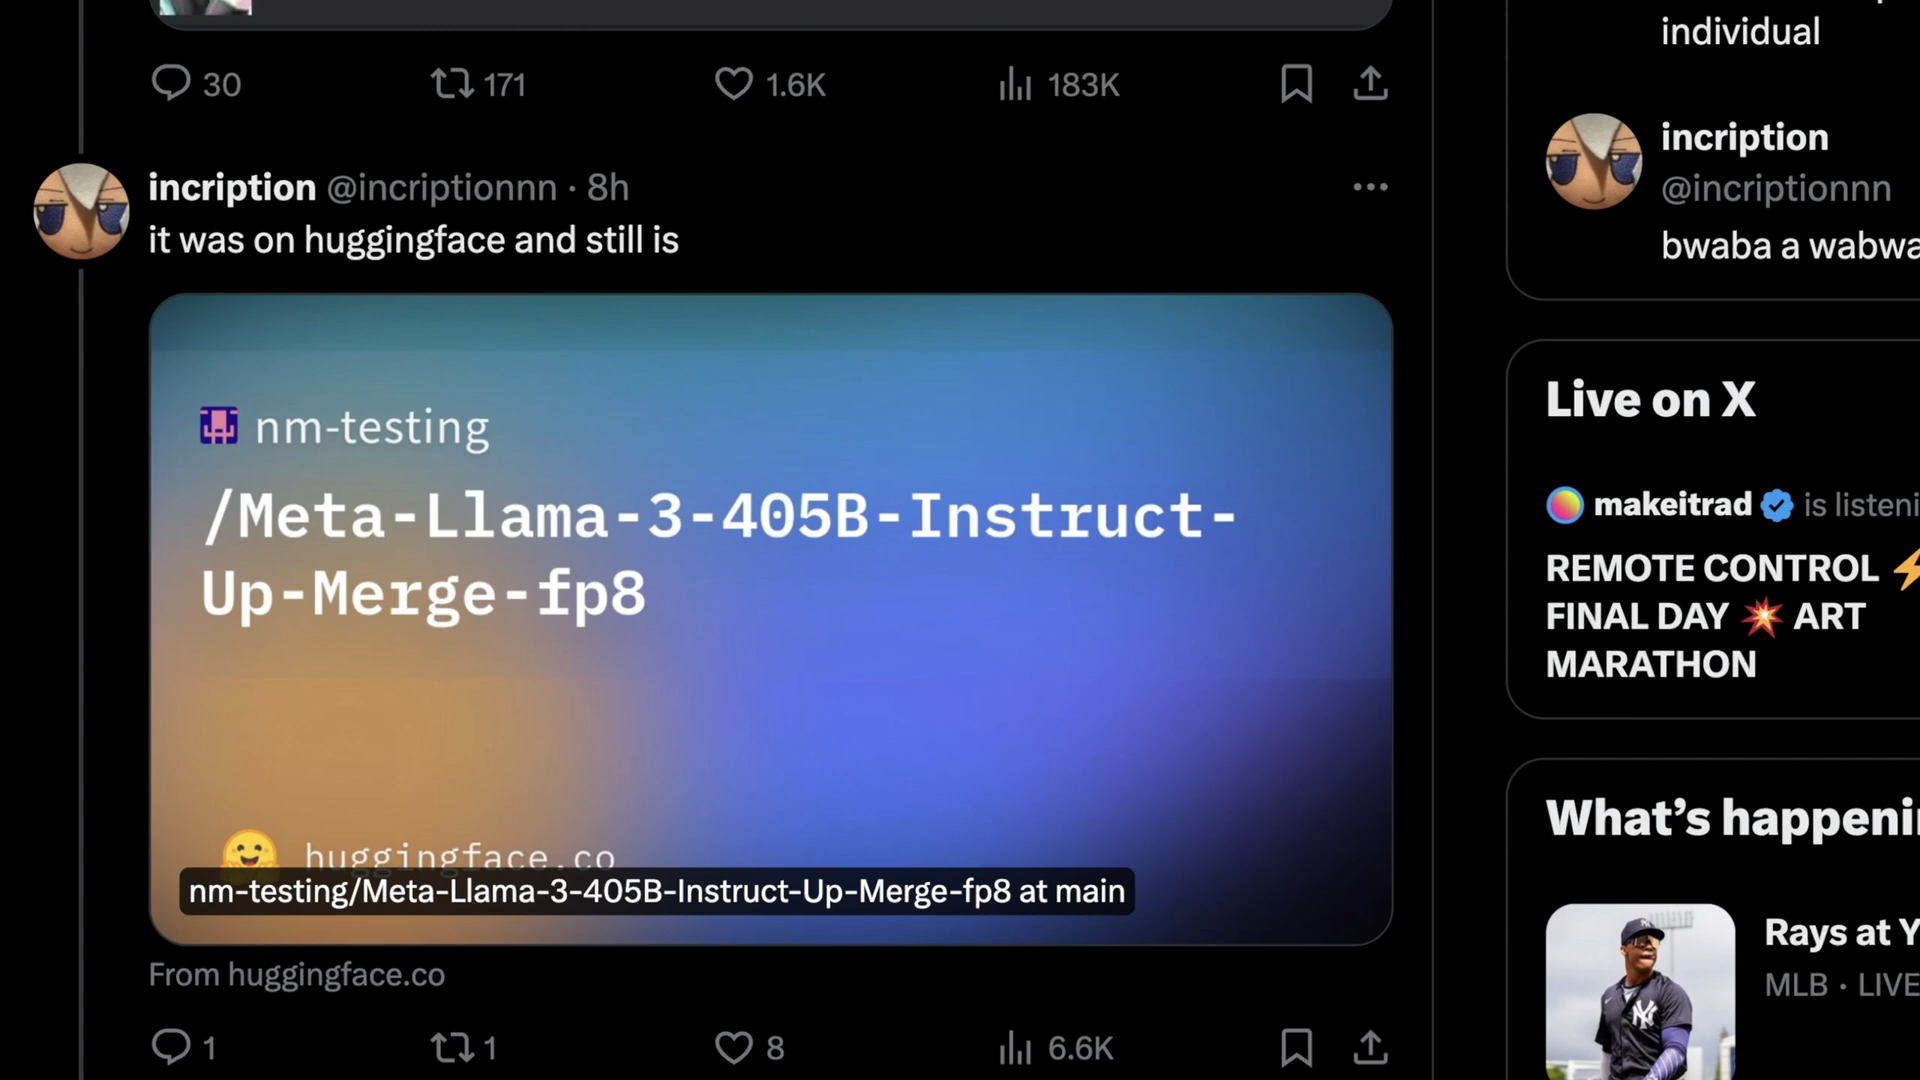 30 171 1.6K 183K
incription @incriptionnn · 8h
it was on huggingface and still is
nm-testing
/Meta-Llama-3-405B-Instruct-
Up-Merge-fp8
huggingface.co
nm-testing/Meta-Llama-3-405B-Instruct-Up-Merge-fp8 at main
From huggingface.co
1 1 8 6.6K
individual
incription
@incriptionnn
bwaba a wabwa
Live on X
makeitrad is listeni
REMOTE CONTROL ⚡
FINAL DAY 💥 ART
MARATHON
What's happeni
Rays at Y
MLB · LIVE